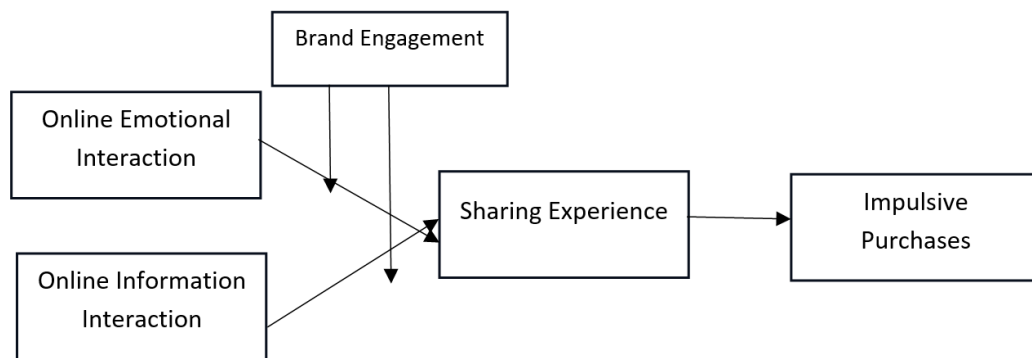 Brand Engagement
Online Emotional
Interaction
Sharing Experience
Impulsive
Purchases
Online Information
Interaction